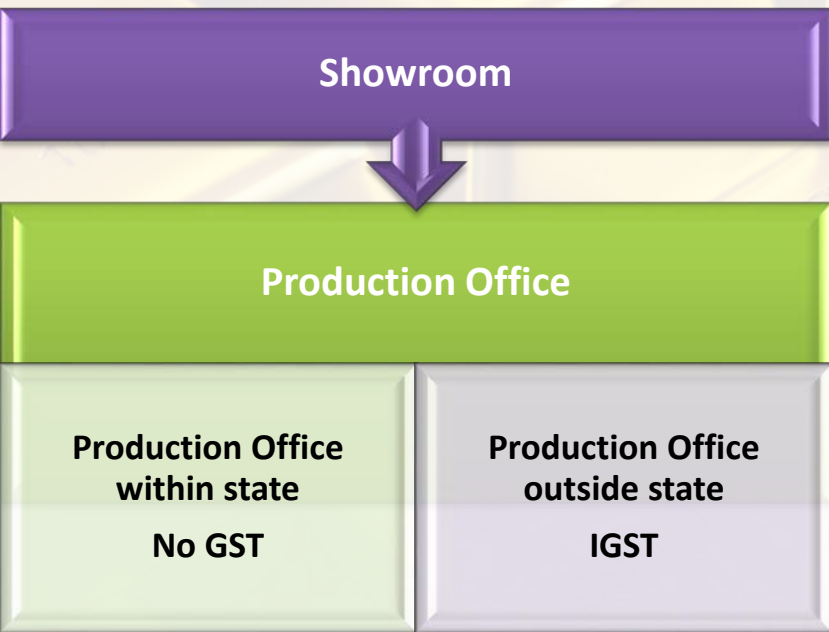 Showroom
Production Office
Production Office
within state
No GST
Production Office
outside state
IGST